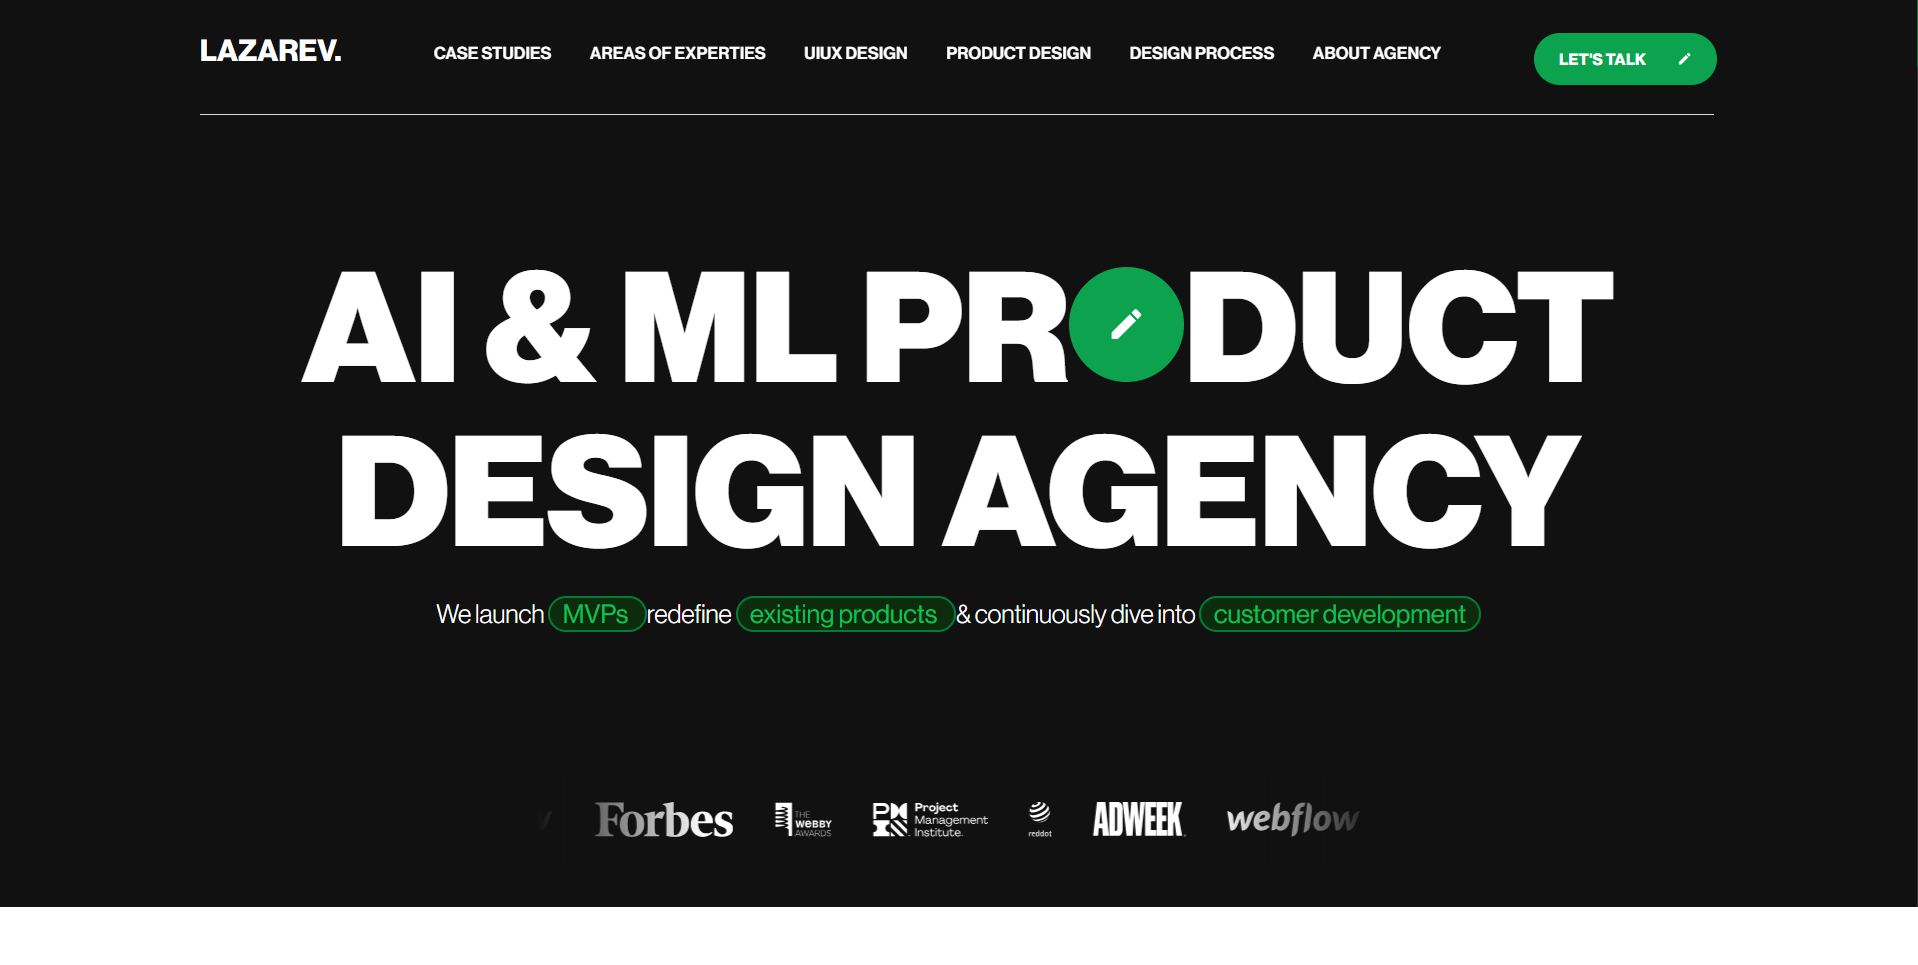 LAZAREV.
CASE STUDIES
AREAS OF EXPERTIES
UIUX DESIGN
PRODUCT DESIGN
DESIGN PROCESS
ABOUT AGENCY
LET'S TALK
AI & ML PR DUCT
DESIGN AGENCY
We launch MVPs redefine existing products & continuously dive into customer development
Forbes
THE
WEBBY
AWARDS
Project
Management
Institute.
reddot
ADWEEK
webflow